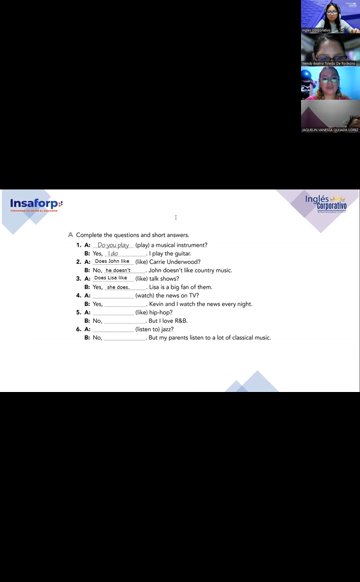 Insaforp
Inglés
Corporativo
A Complete the questions and short answers.
1. A: Do you play (play) a musical instrument?
B: Yes, I do. I play the guitar.
2. A: Does John like (like) Carrie Underwood?
B: No, he doesn't. John doesn't like country music.
3. A: Does Lisa like (like) talk shows?
B: Yes, she does,. Lisa is a big fan of them.
4. A: (watch) the news on TV?
B: Yes,. Kevin and I watch the news every night.
5. A: (like) hip-hop?
B: No,. But I love R&B.
6. A: (listen to) jazz?
B: No,. But my parents listen to a lot of classical music.